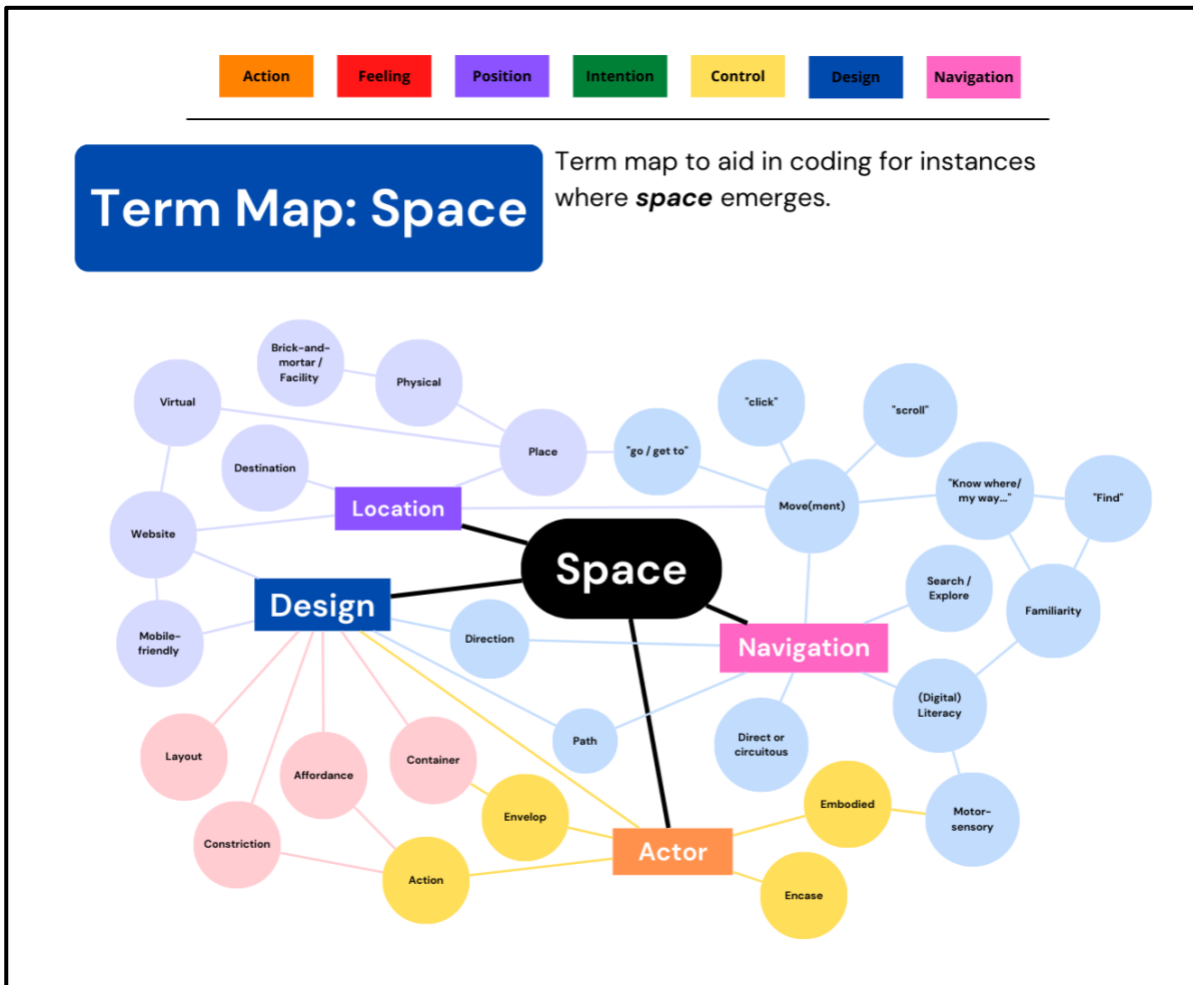 Action
Feeling
Position
Intention
Control
Design
Navigation
Term Map: Space
Term map to aid in coding for instances
where space emerges.
Brick-and-
mortar /
Facility
Physical
Virtual
"click"
"scroll"
Place
"go / get to"
Destination
"Know where/
my way..."
"Find"
Location
Move(ment)
Website
Space
Search /
Explore
Familiarity
Design
Mobile-
friendly
Direction
Navigation
(Digital)
Literacy
Path
Direct or
circuitous
Layout
Affordance
Container
Envelop
Embodied
Motor-
sensory
Constriction
Actor
Action
Encase